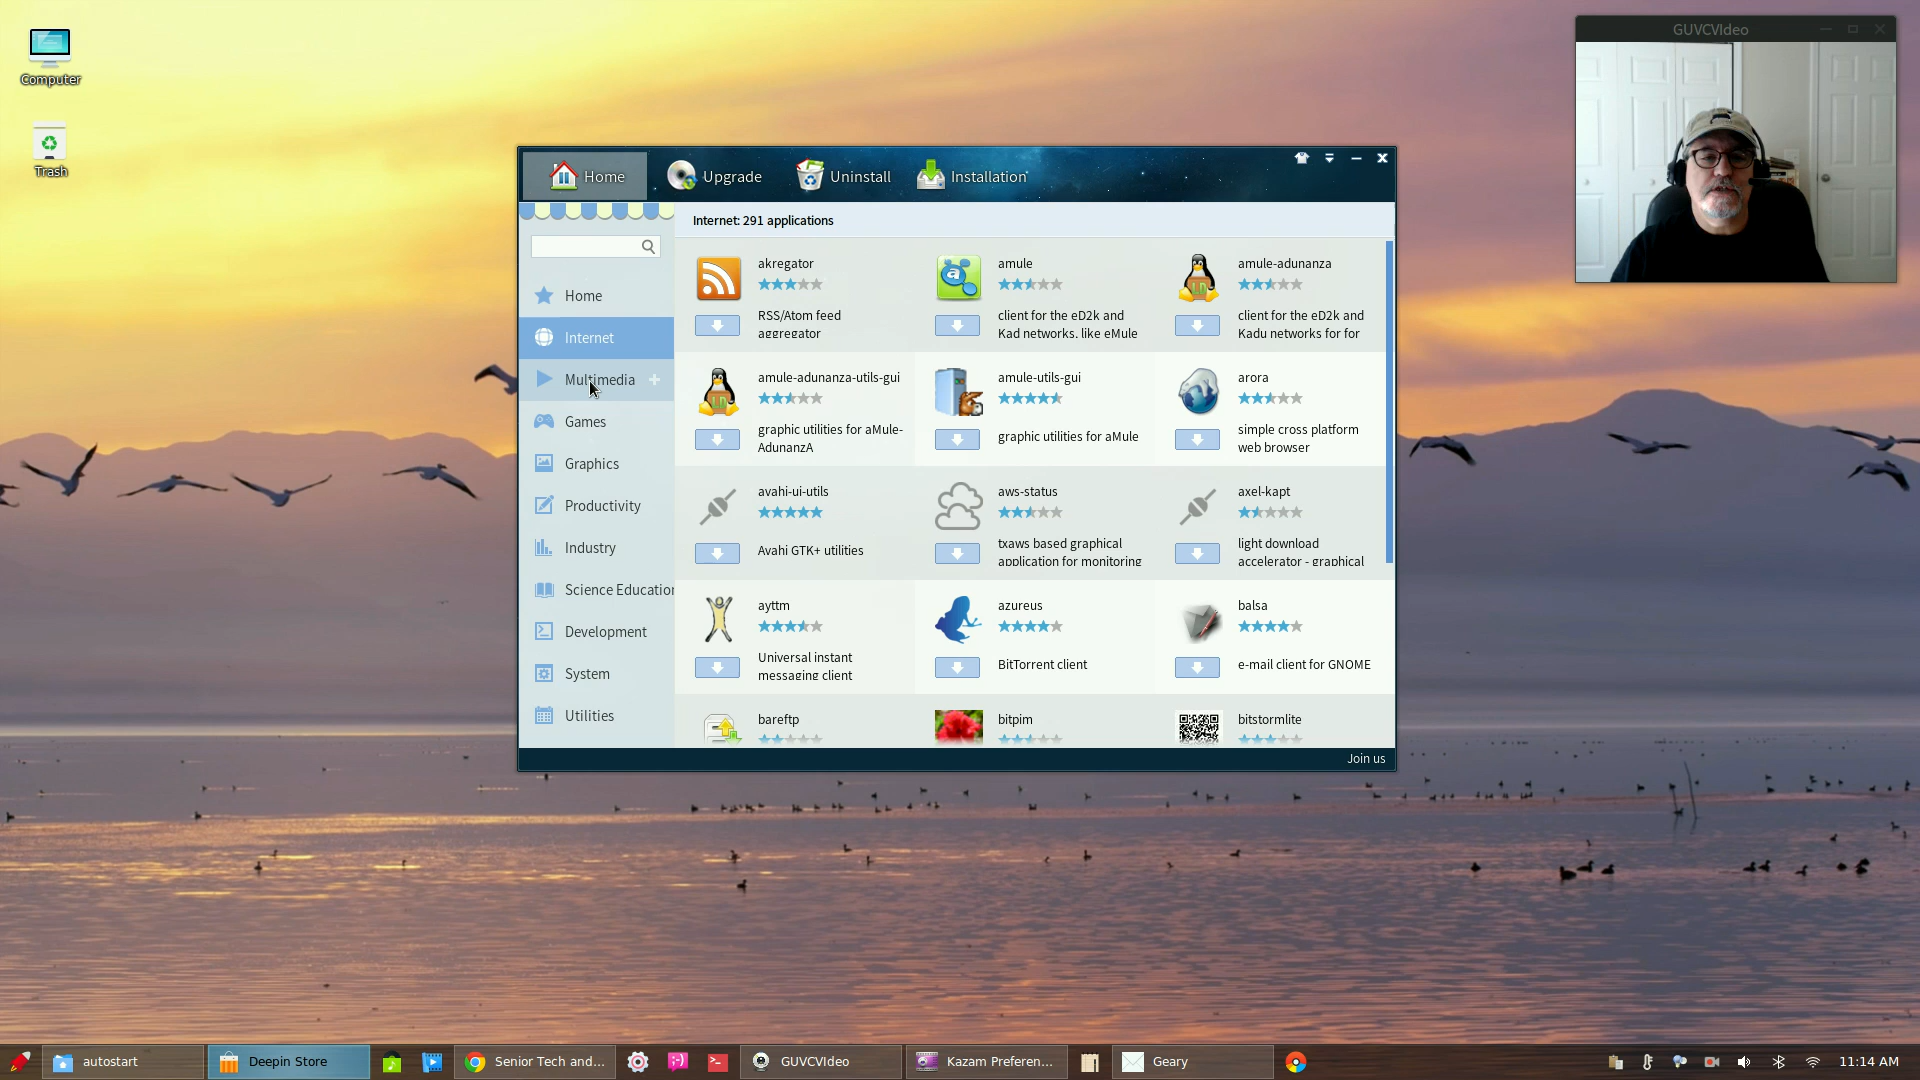 Computer
Trash
GUVCVIdeo
Home
Upgrade
Uninstall
Installation
Internet: 291 applications
Home
Internet
Multimedia
Games
Graphics
Productivity
Industry
Science Education
Development
System
Utilities
akregator
RSS/Atom feed
aggregator
amule
client for the eD2k and
Kad networks, like eMule
amule-adunanza
client for the eD2k and
Kadu networks for for
amule-adunanza-utils-gui
graphic utilities for aMule-
AdunanzA
amule-utils-gui
graphic utilities for aMule
arora
simple cross platform
web browser
avahi-ui-utils
Avahi GTK+ utilities
aws-status
txaws based graphical
application for monitoring
axel-kapt
light download
accelerator - graphical
ayttm
Universal instant
messaging client
azureus
BitTorrent client
balsa
e-mail client for GNOME
bareftp
bitpim
bitstormlite
Join us
autostart
Deepin Store
Senior Tech and...
GUVCVIdeo
Kazam Preferen...
Geary
11:14 AM